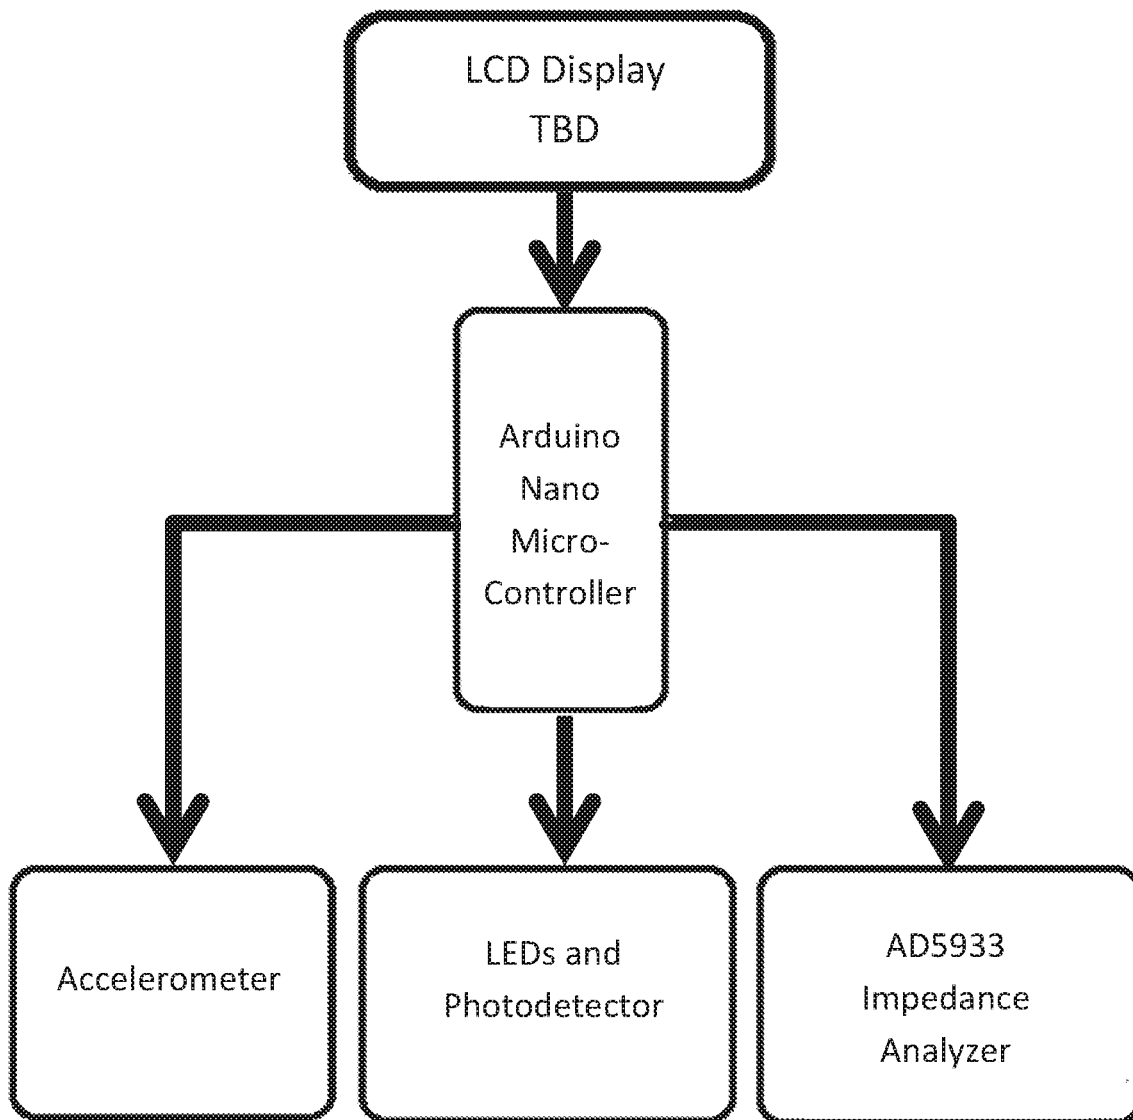 LCD Display
TBD
Arduino
Nano
Micro-
Controller
Accelerometer
LEDs and
Photodetector
AD5933
Impedance
Analyzer